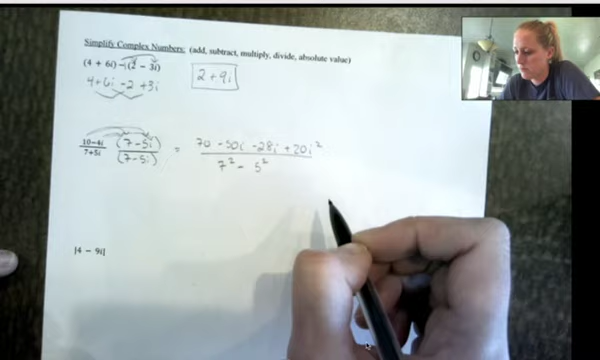 Simplify Complex Numbers: (add, subtract, multiply, divide, absolute value)
(4 + 6i) - (2 - 3i)
4+6i -2 +3i
2+9i
10-4i (7-5i) = 70 -50i -28i +20i²
7+5i (7-5i) 7² - 5²
|4 - 9i|